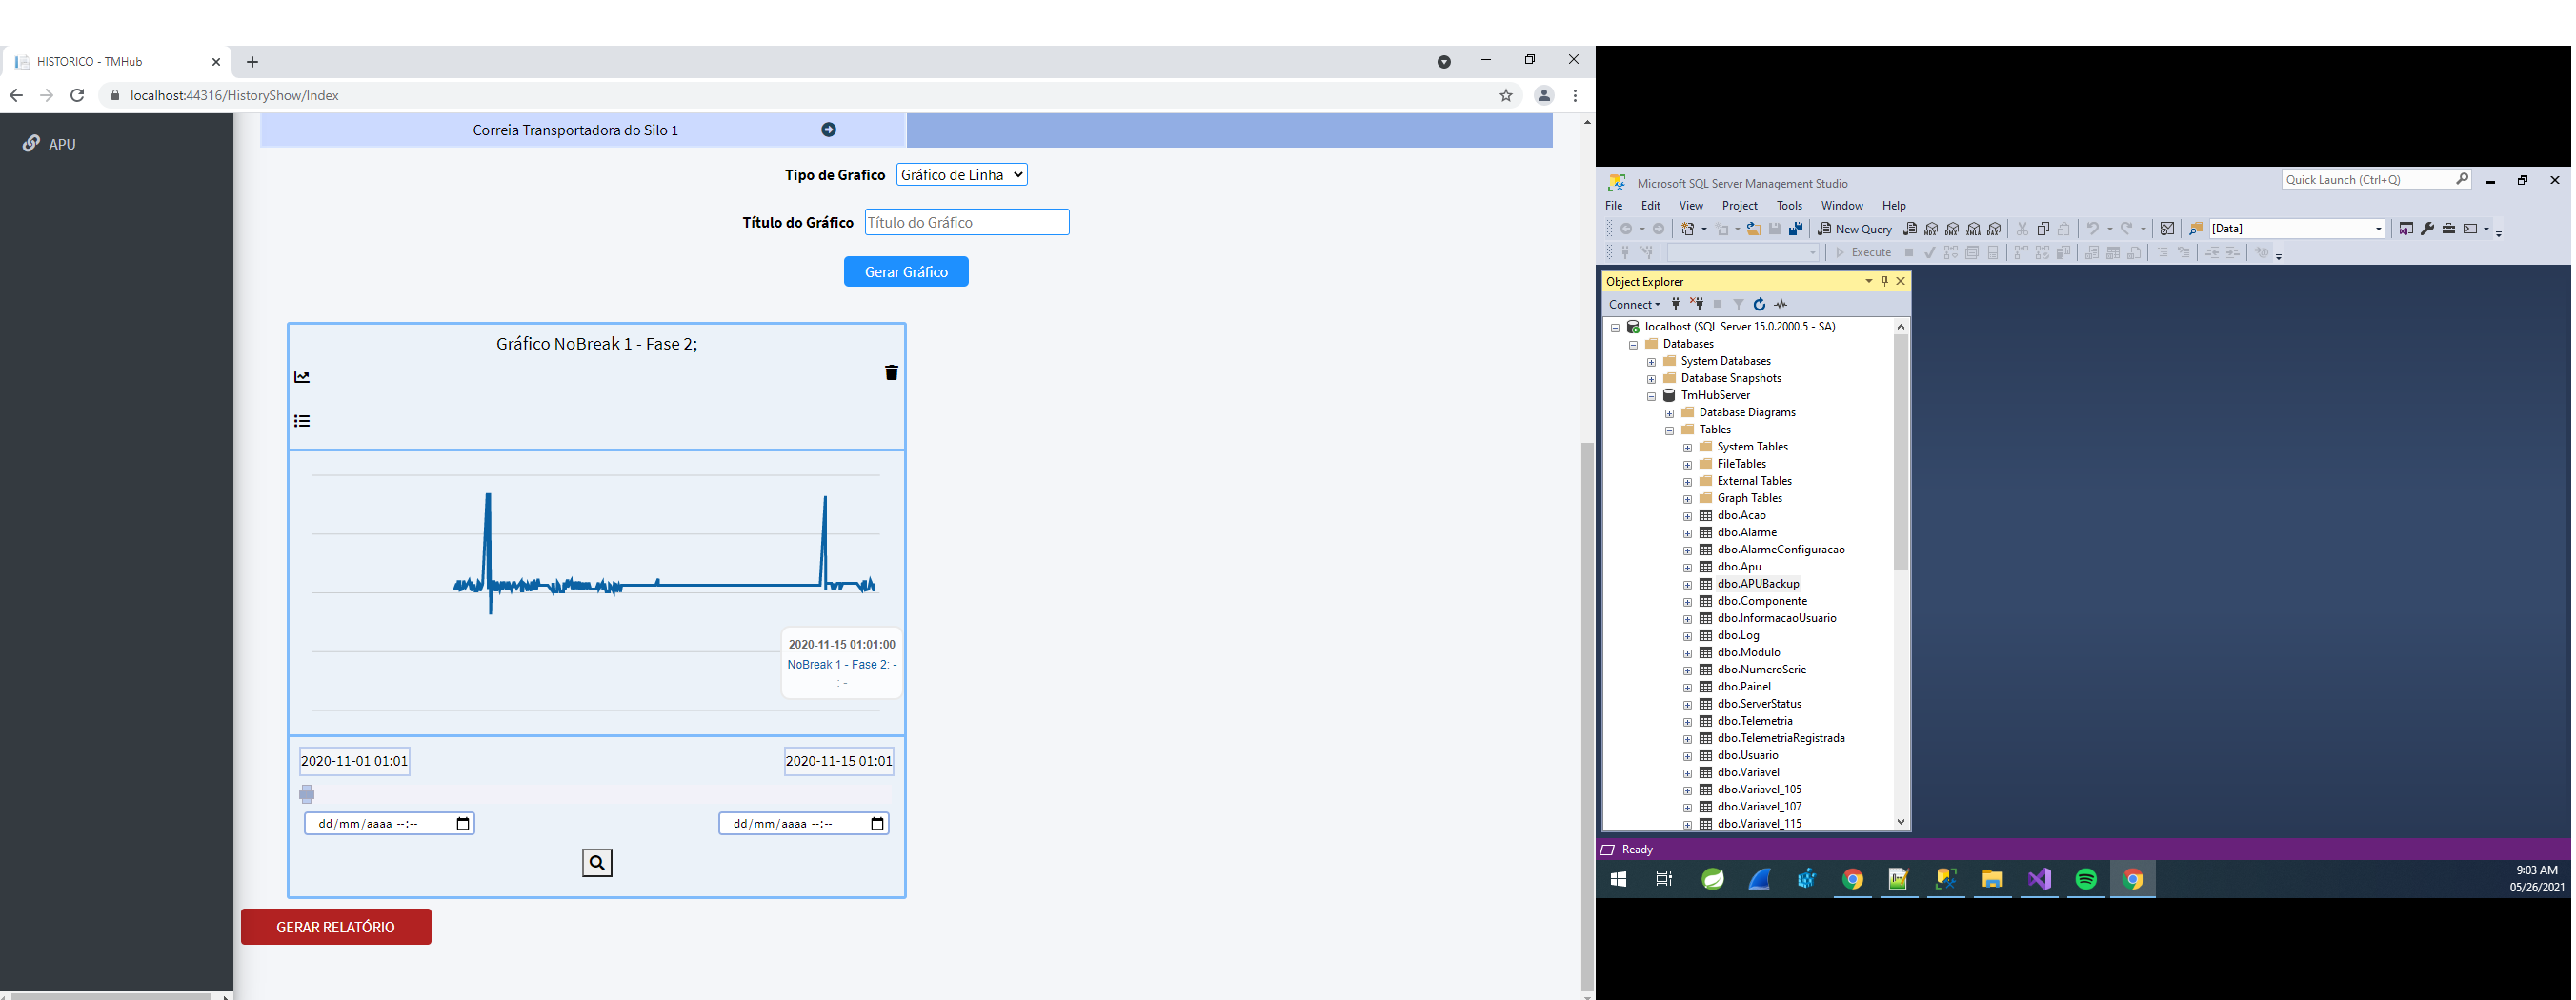 HISTORICO - TMHub
localhost:44316/HistoryShow/Index
APU
Correia Transportadora do Silo 1
Tipo de Grafico Gráfico de Linha
Título do Gráfico Título do Gráfico
Gerar Gráfico
Gráfico NoBreak 1 - Fase 2;
2020-11-15 01:01:00
NoBreak 1 - Fase 2: -
: -
2020-11-01 01:01
2020-11-15 01:01
dd/mm/aaaa --:--
dd/mm/aaaa --:--
GERAR RELATÓRIO
Microsoft SQL Server Management Studio
Quick Launch (Ctrl+Q)
File Edit View Project Tools Window Help
New Query MDX DMX XMLA DAX [Data]
Execute
Object Explorer
Connect
localhost (SQL Server 15.0.2000.5 - SA)
Databases
System Databases
Database Snapshots
TmHubServer
Database Diagrams
Tables
System Tables
FileTables
External Tables
Graph Tables
dbo.Acao
dbo.Alarme
dbo.AlarmeConfiguracao
dbo.Apu
dbo.APUBackup
dbo.Componente
dbo.InformacaoUsuario
dbo.Log
dbo.Modulo
dbo.NumeroSerie
dbo.Painel
dbo.ServerStatus
dbo.Telemetria
dbo.TelemetriaRegistrada
dbo.Usuario
dbo.Variavel
dbo.Variavel_105
dbo.Variavel_107
dbo.Variavel_115
Ready
9:03 AM
05/26/2021